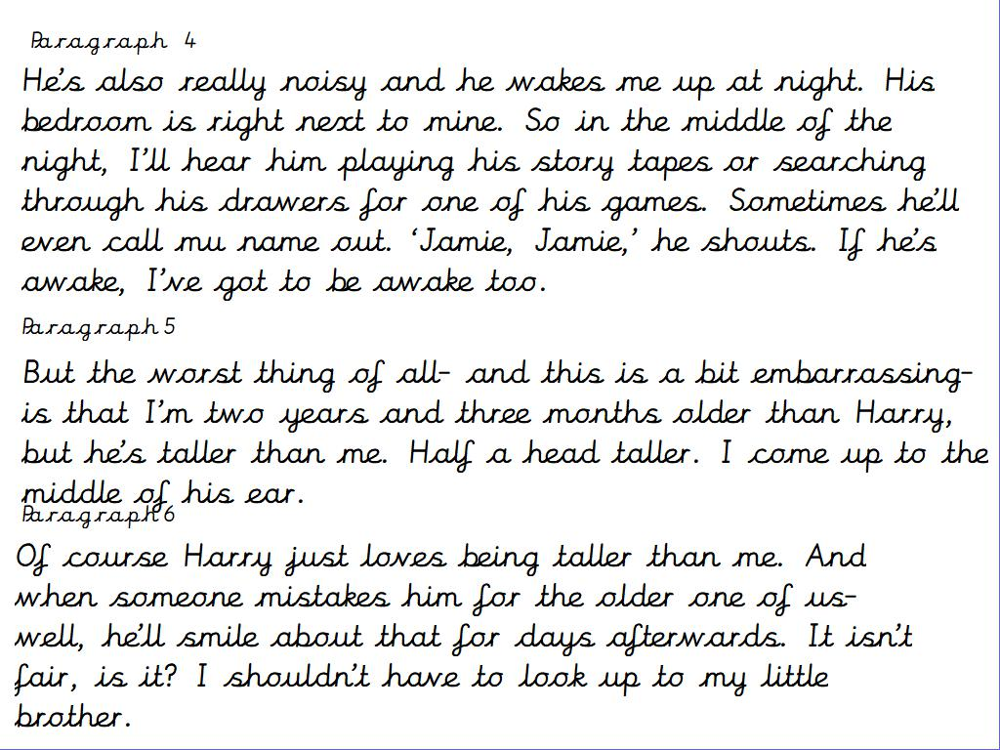 Paragraph 4
He's also really noisy and he wakes me up at night. His
bedroom is right next to mine. So in the middle of the
night, I'll hear him playing his story tapes or searching
through his drawers for one of his games. Sometimes he'll
even call mu name out. ‘Jamie, Jamie,’ he shouts. If he's
awake, I've got to be awake too.
Paragraph 5
But the worst thing of all- and this is a bit embarrassing-
is that I'm two years and three months older than Harry,
but he's taller than me. Half a head taller. I come up to the
middle of his ear.
Paragraph 6
Of course Harry just loves being taller than me. And
when someone mistakes him for the older one of us-
well, he'll smile about that for days afterwards. It isn't
fair, is it? I shouldn't have to look up to my little
brother.